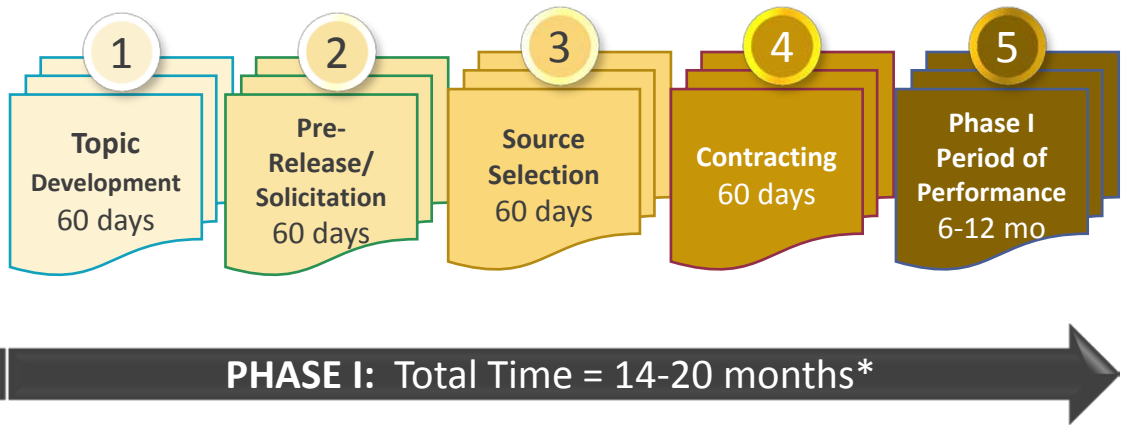 1
Topic
Development
60 days
2
Pre-
Release/
Solicitation
60 days
3
Source
Selection
60 days
4
Contracting
60 days
5
Phase I
Period of
Performance
6-12 mo
PHASE I: Total Time = 14-20 months*